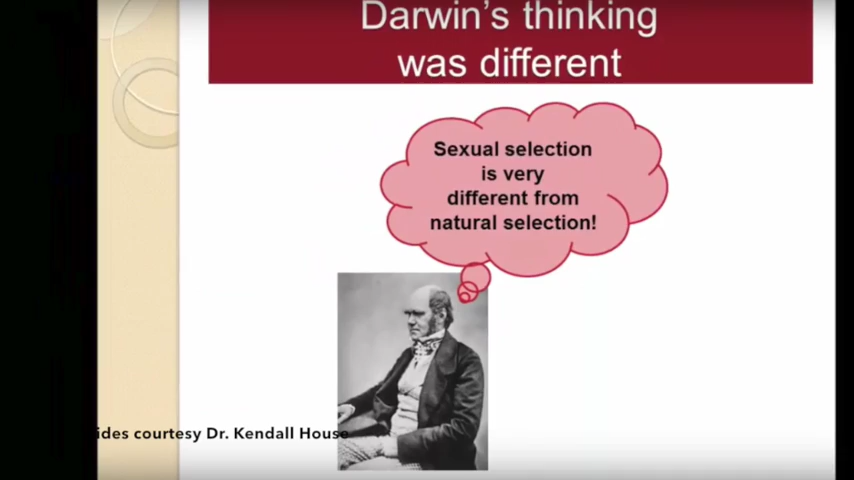 Darwin's thinking
was different
Sexual selection
is very
different from
natural selection!
ides courtesy Dr. Kendall House